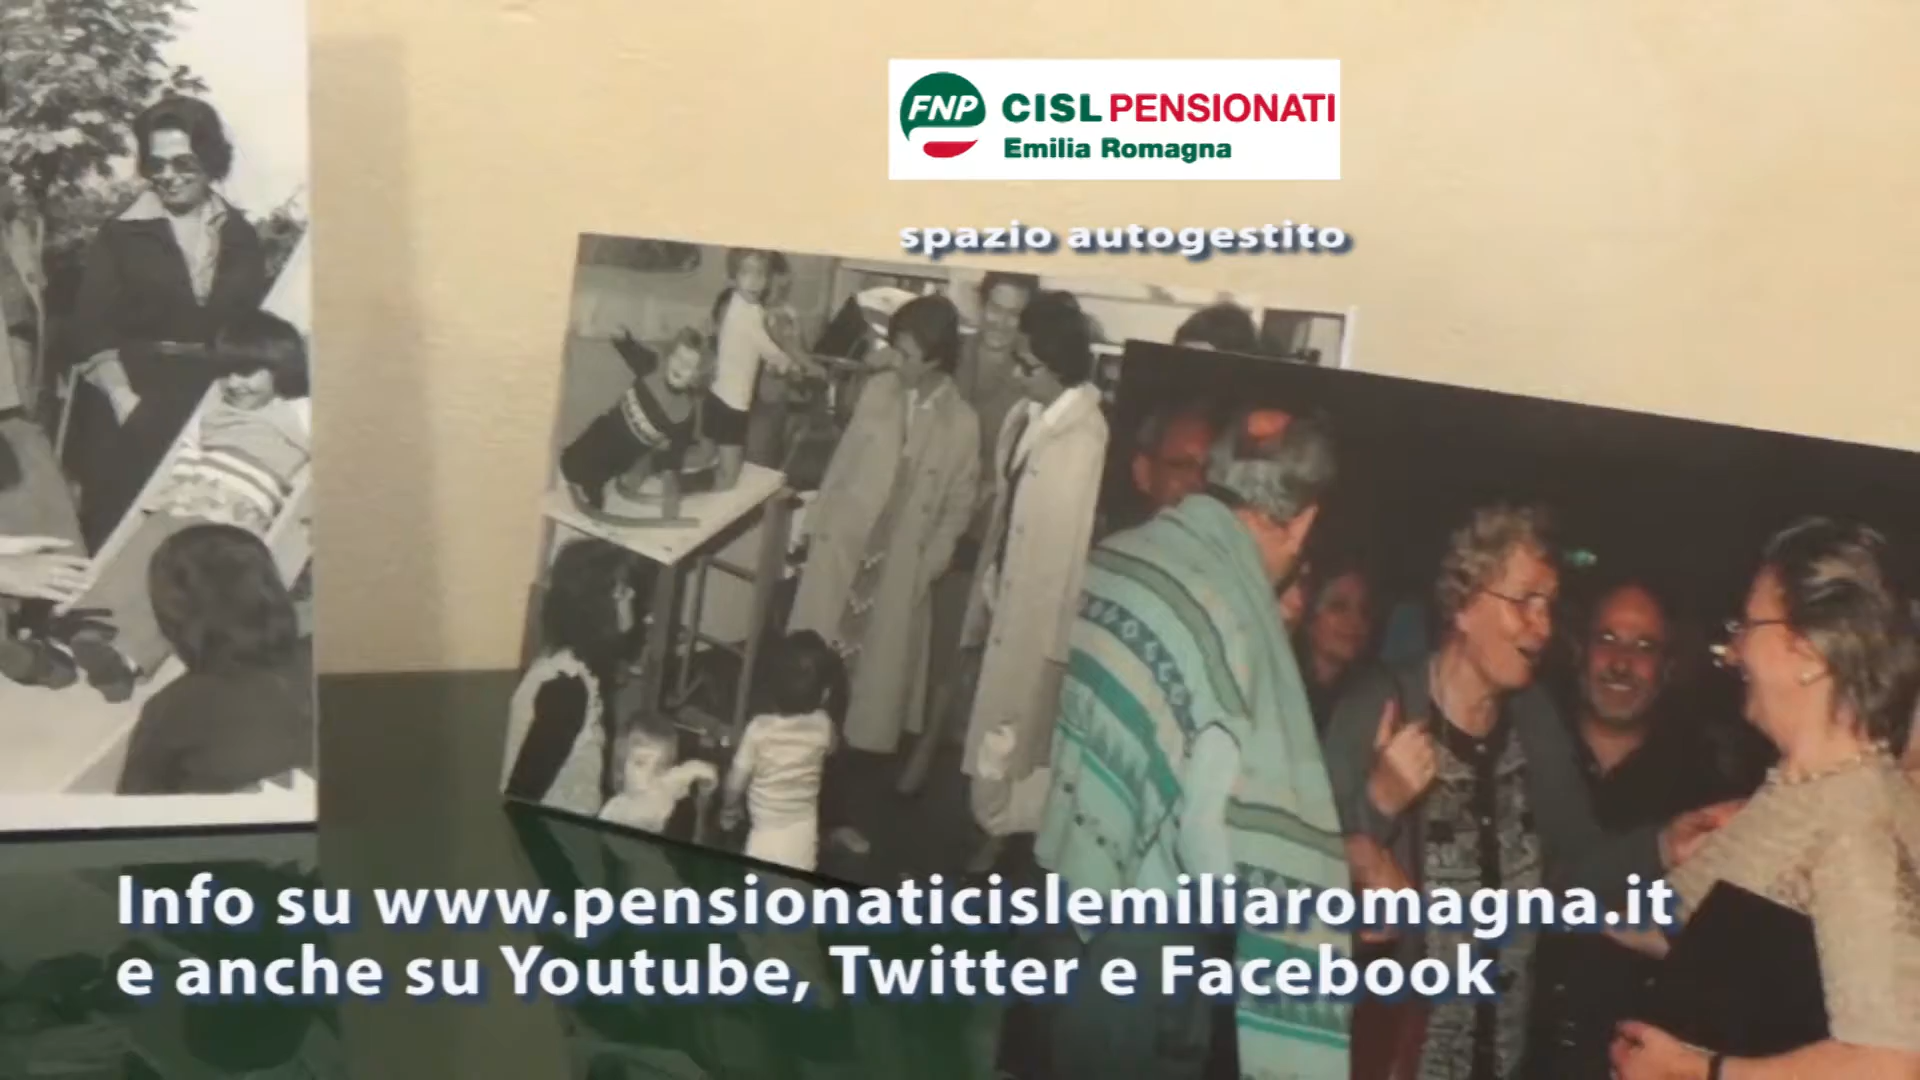 FNP CISL PENSIONATI
Emilia Romagna
spazio autogestito
Info su www.pensionaticislemiliaromagna.it
e anche su Youtube, Twitter e Facebook